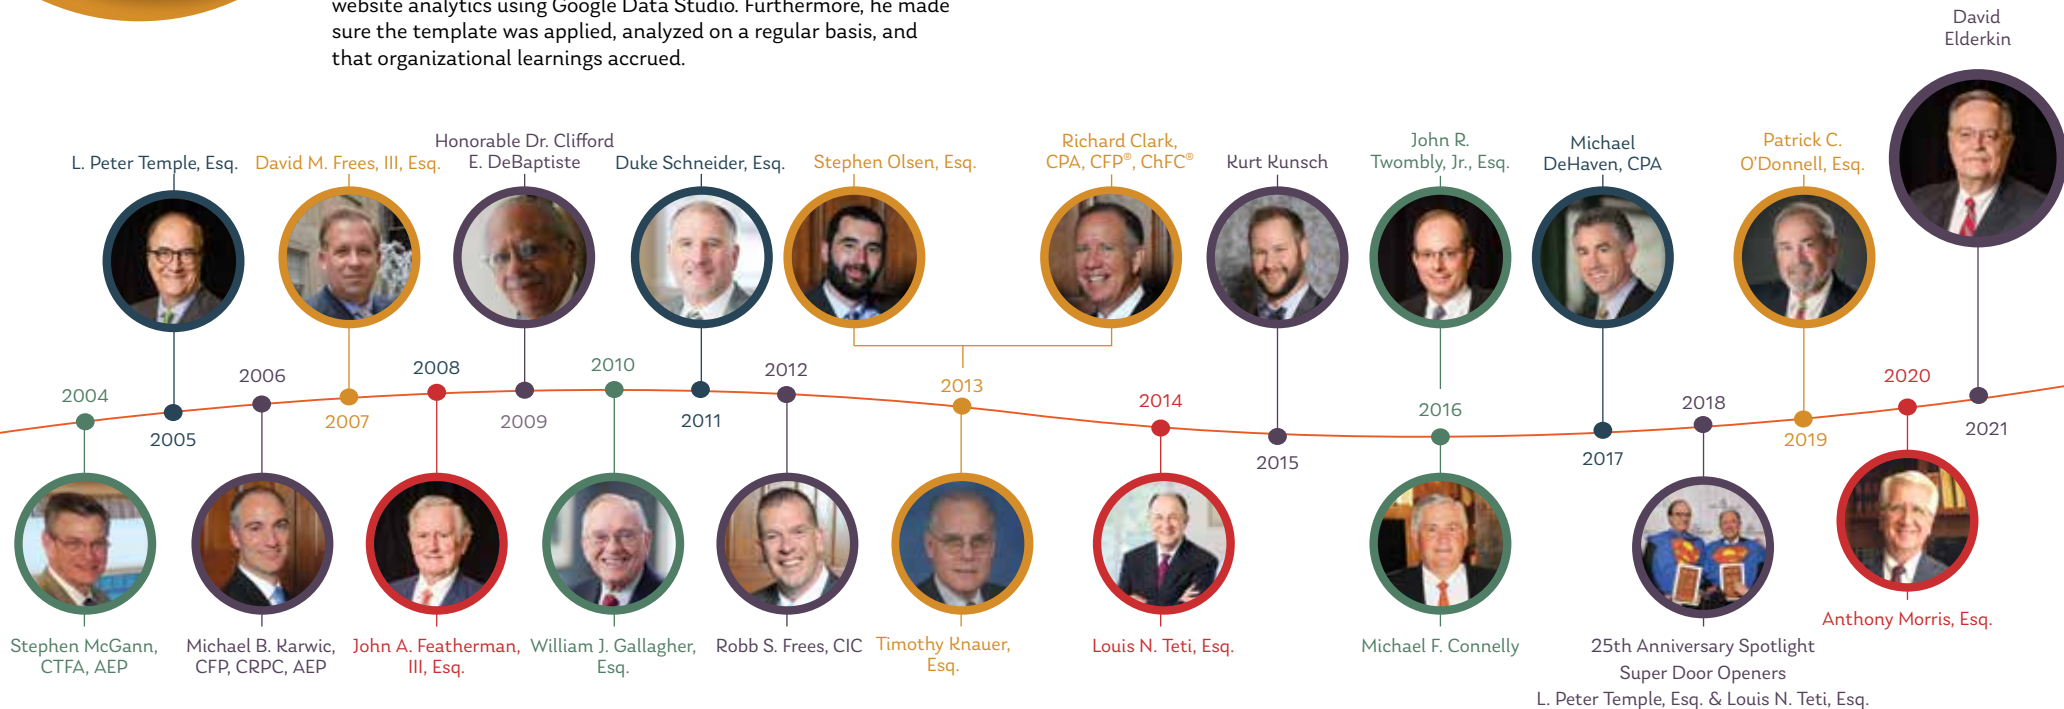 website analytics using Google Data Studio. Furthermore, he made
sure the template was applied, analyzed on a regular basis, and
that organizational learnings accrued.
David
Elderkin
L. Peter Temple, Esq.
David M. Frees, III, Esq.
Honorable Dr. Clifford
E. DeBaptiste
Duke Schneider, Esq.
Stephen Olsen, Esq.
Richard Clark,
CPA, CFP®, ChFC®
Kurt Kunsch
John R.
Twombly, Jr., Esq.
Michael
DeHaven, CPA
Patrick C.
O'Donnell, Esq.
2004
2005
2006
2007
2008
2009
2010
2011
2012
2013
2014
2015
2016
2017
2018
2019
2020
2021
Stephen McGann,
CTFA, AEP
Michael B. Karwic,
CFP, CRPC, AEP
John A. Featherman,
III, Esq.
William J. Gallagher,
Esq.
Robb S. Frees, CIC
Timothy Knauer,
Esq.
Louis N. Teti, Esq.
Michael F. Connelly
25th Anniversary Spotlight
Super Door Openers
L. Peter Temple, Esq. & Louis N. Teti, Esq.
Anthony Morris, Esq.